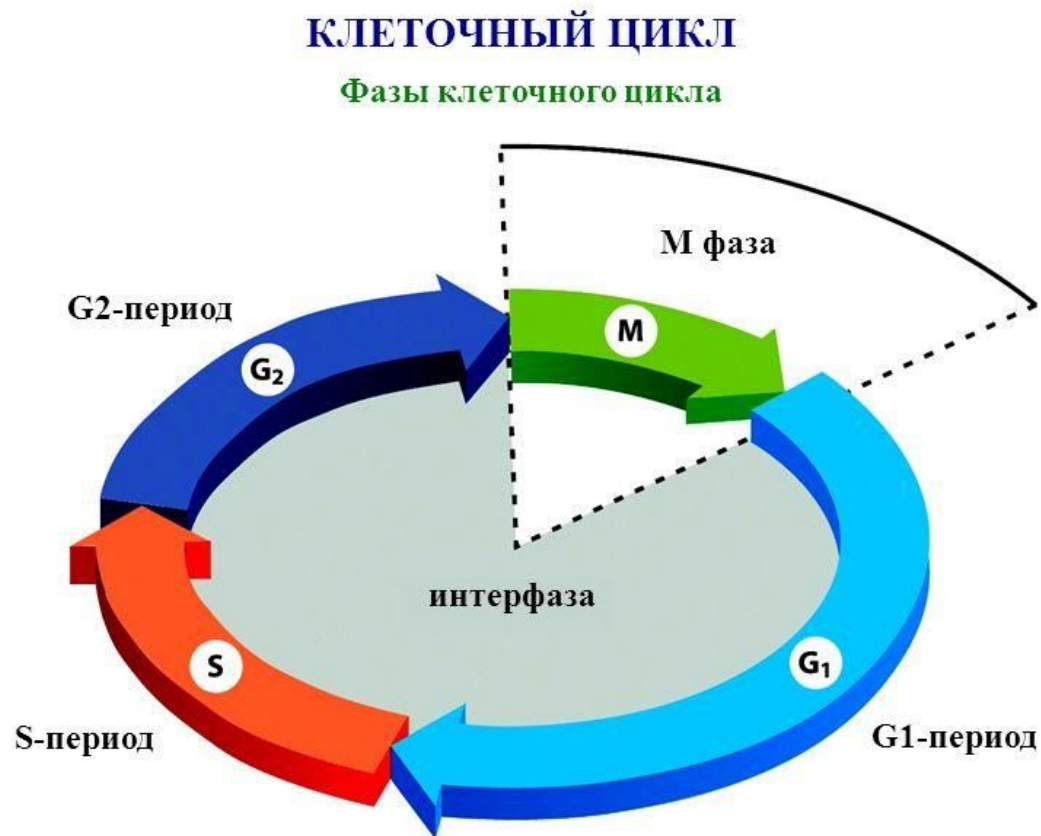 КЛЕТОЧНЫЙ ЦИКЛ
Фазы клеточного цикла
М фаза
G2-период
M
G₂
интерфаза
S
G₁
S-период
G1-период